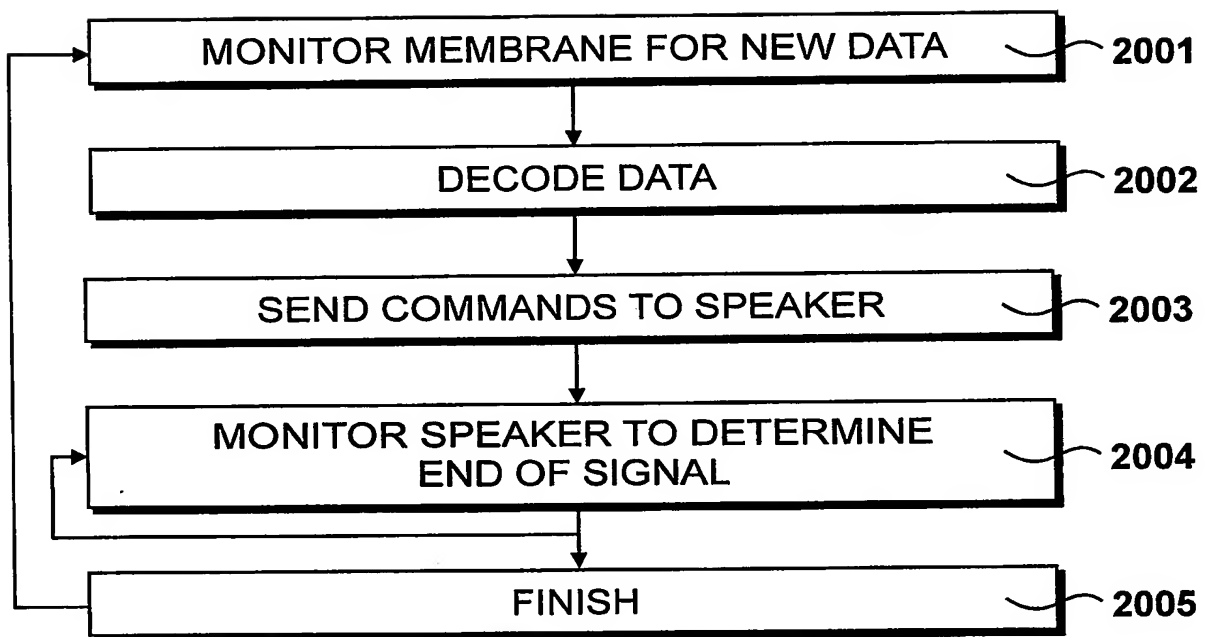 MONITOR MEMBRANE FOR NEW DATA 2001
DECODE DATA 2002
SEND COMMANDS TO SPEAKER 2003
MONITOR SPEAKER TO DETERMINE
END OF SIGNAL 2004
FINISH 2005